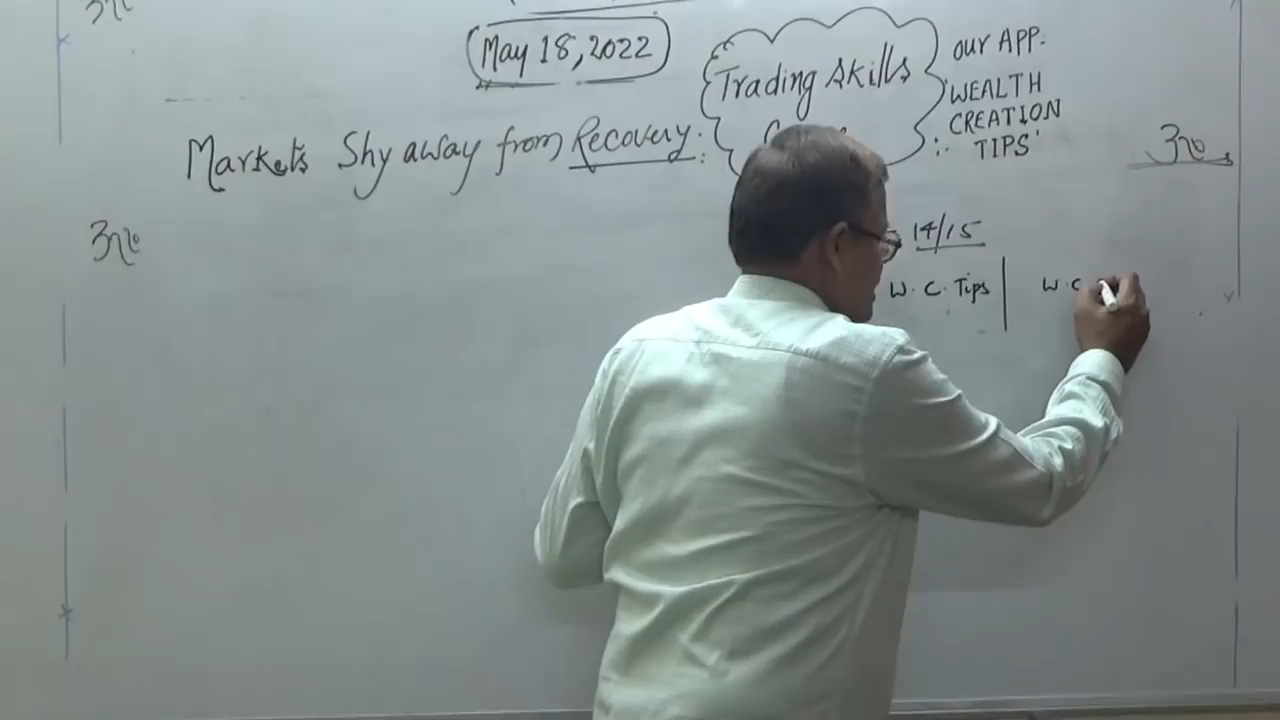 May 18, 2022
Trading Skills
OUR APP:
WEALTH
CREATION
TIPS'
Markets Shy away from Recovery:
14/15
W. C. Tips
W. C